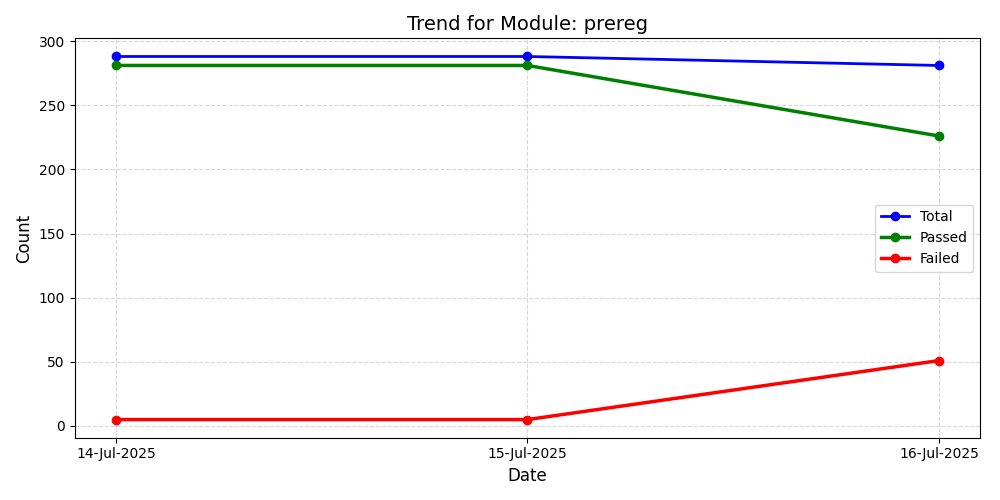 Trend for Module: prereg
300
250
200
150
100
50
0
Count
Total
Passed
Failed
14-Jul-2025
15-Jul-2025
16-Jul-2025
Date